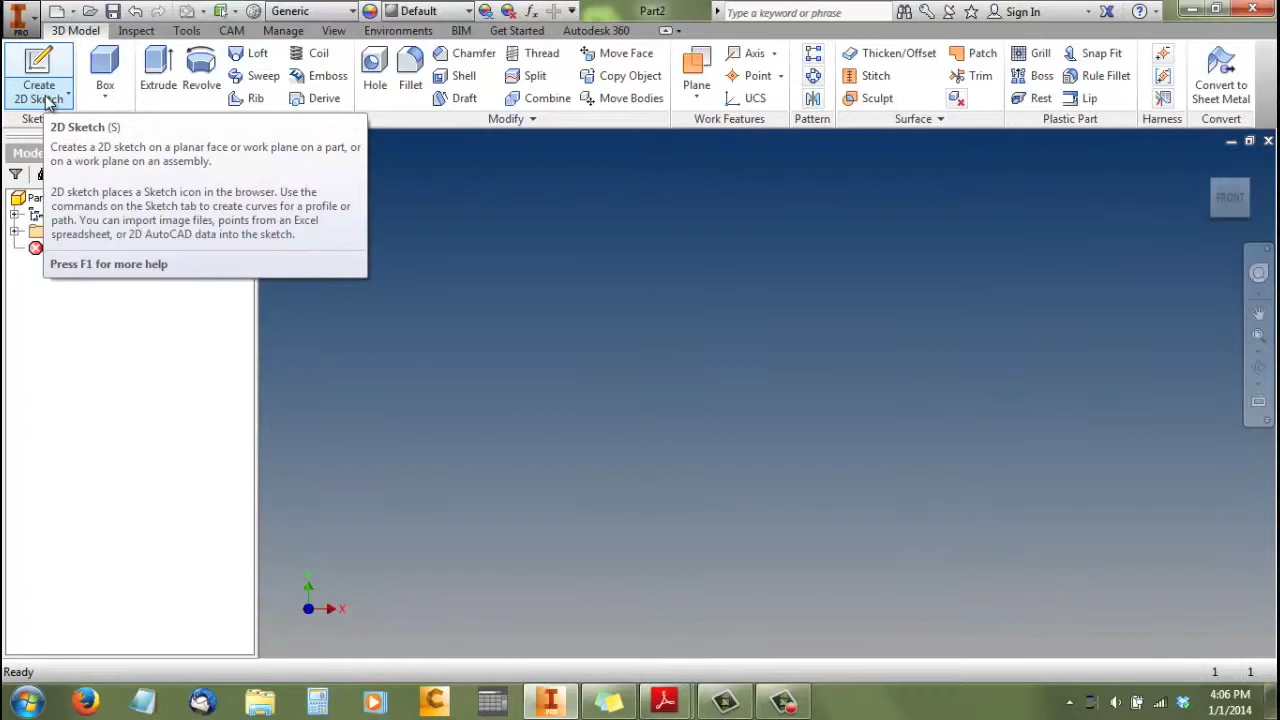 PRO
Generic
Default
Part2
Type a keyword or phrase
Sign In
3D Model
Inspect
Tools
CAM
Manage
View
Environments
BIM
Get Started
Autodesk 360
Create
2D Sketch
Box
Extrude
Revolve
Loft
Sweep
Rib
Coil
Emboss
Derive
Hole
Fillet
Chamfer
Shell
Draft
Thread
Split
Combine
Move Face
Copy Object
Move Bodies
Plane
Axis
Point
UCS
Thicken/Offset
Stitch
Sculpt
Patch
Trim
Grill
Boss
Rest
Snap Fit
Rule Fillet
Lip
Convert to
Sheet Metal
Modify
Work Features
Pattern
Surface
Plastic Part
Harness
Convert
2D Sketch (S)
Creates a 2D sketch on a planar face or work plane on a part, or
on a work plane on an assembly.
2D sketch places a Sketch icon in the browser. Use the
commands on the Sketch tab to create curves for a profile or
path. You can import image files, points from an Excel
spreadsheet, or 2D AutoCAD data into the sketch.
Press F1 for more help
FRONT
X
Ready
1
1
PRO
4:06 PM
1/1/2014